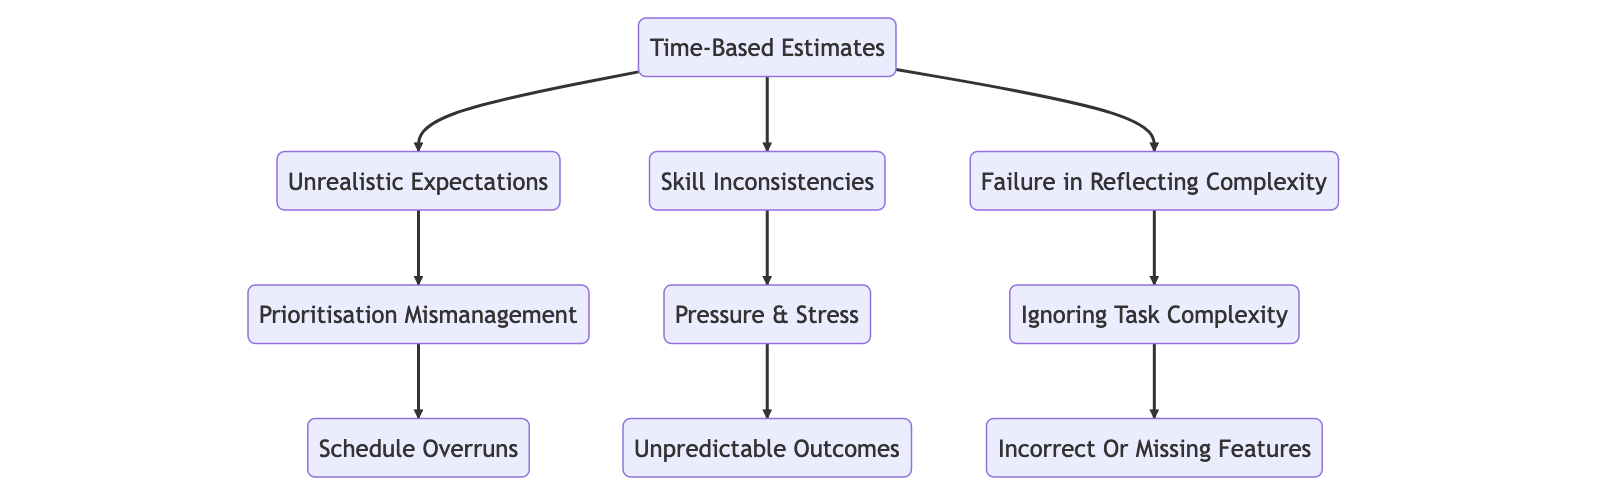 Time-Based Estimates
Unrealistic Expectations
Skill Inconsistencies
Failure in Reflecting Complexity
Prioritisation Mismanagement
Pressure & Stress
Ignoring Task Complexity
Schedule Overruns
Unpredictable Outcomes
Incorrect Or Missing Features